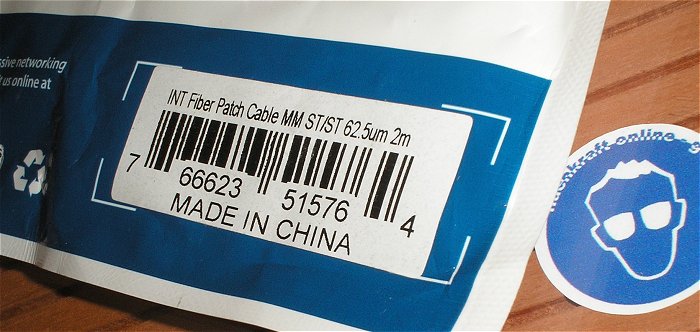 ssive networking
t us online at
INT Fiber Patch Cable MM ST/ST 62.5um 2m
7 66623 51576 4
MADE IN CHINA